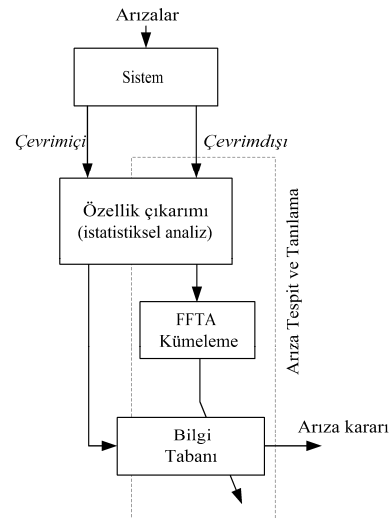 Arızalar
Sistem
Çevrimiçi
Çevrimdışı
Özellik çıkarımı
(istatistiksel analiz)
FFTA
Kümeleme
Arıza Tespit ve Tanılama
Bilgi
Tabanı
Arıza kararı